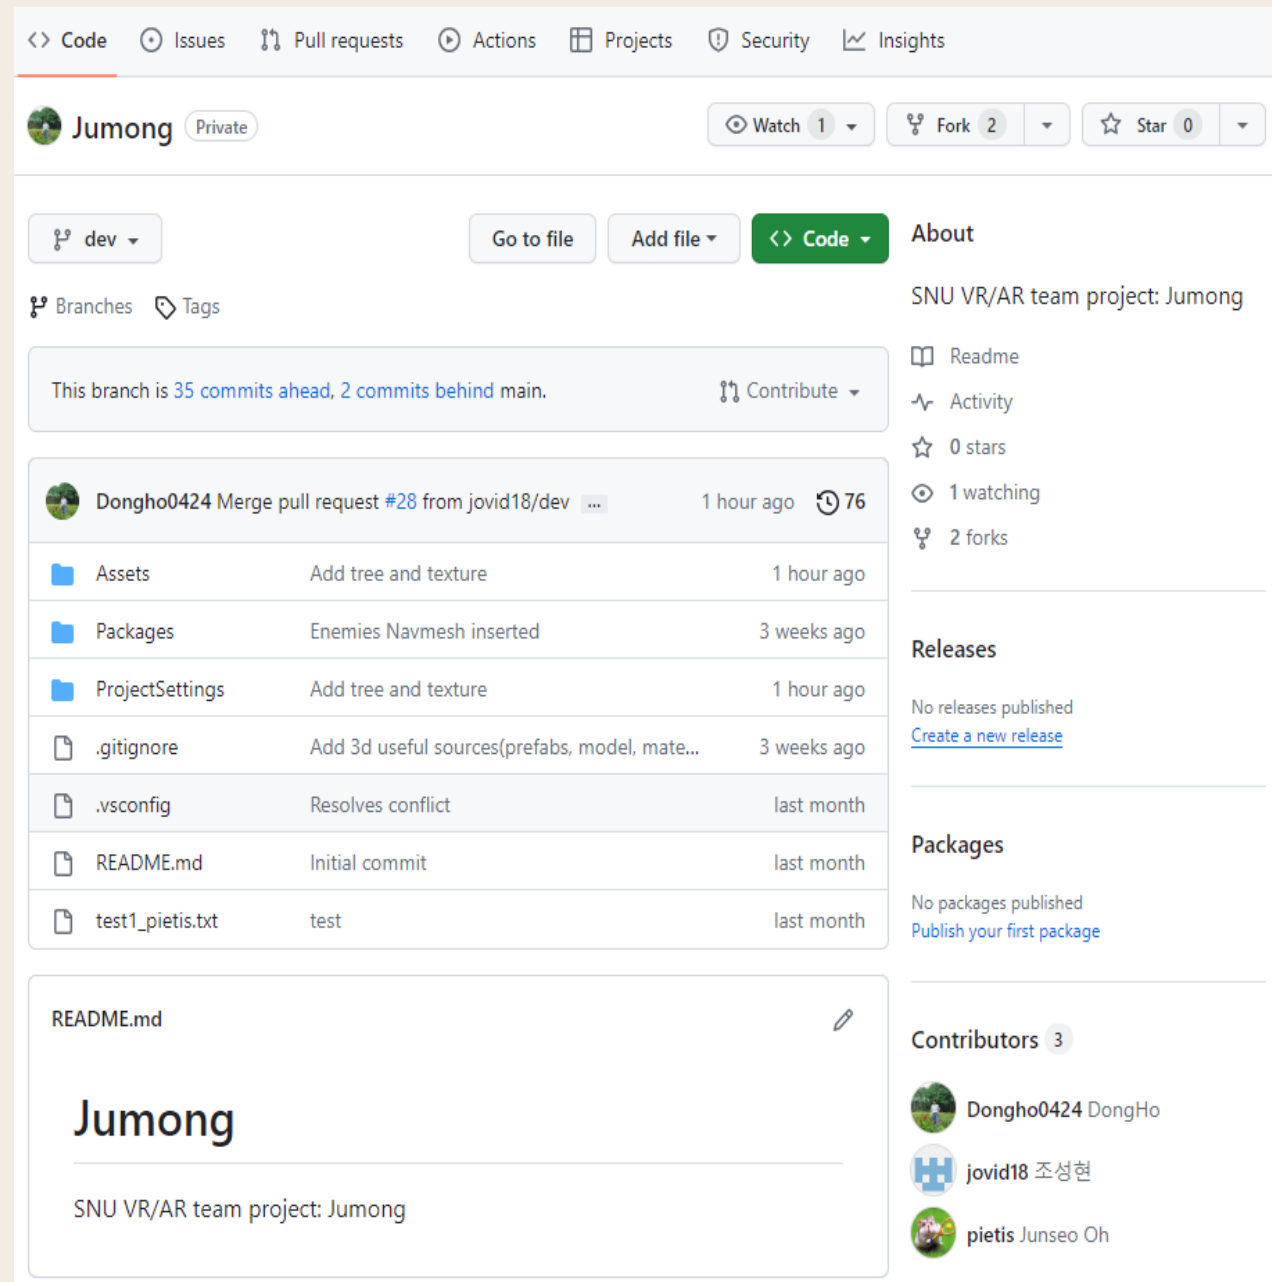 Code Issues Pull requests Actions Projects Security Insights
Jumong Private Watch 1 Fork 2 Star 0
dev Go to file Add file Code
Branches Tags
This branch is 35 commits ahead, 2 commits behind main. Contribute
Dongho0424 Merge pull request #28 from jovid18/dev ... 1 hour ago 76
Assets Add tree and texture 1 hour ago
Packages Enemies Navmesh inserted 3 weeks ago
ProjectSettings Add tree and texture 1 hour ago
.gitignore Add 3d useful sources(prefabs, model, mate... 3 weeks ago
.vsconfig Resolves conflict last month
README.md Initial commit last month
test1_pietis.txt test last month
README.md
Jumong
SNU VR/AR team project: Jumong
About
SNU VR/AR team project: Jumong
Readme
Activity
0 stars
1 watching
2 forks
Releases
No releases published
Create a new release
Packages
No packages published
Publish your first package
Contributors 3
Dongho0424 DongHo
jovid18 조성현
pietis Junseo Oh